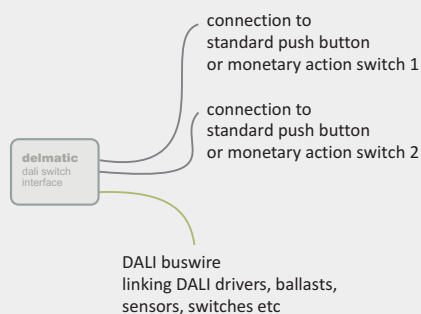 connection to
standard push button
or monetary action switch 1
connection to
standard push button
or monetary action switch 2
delmatic
dali switch
interface
DALI buswire
linking DALI drivers, ballasts,
sensors, switches etc